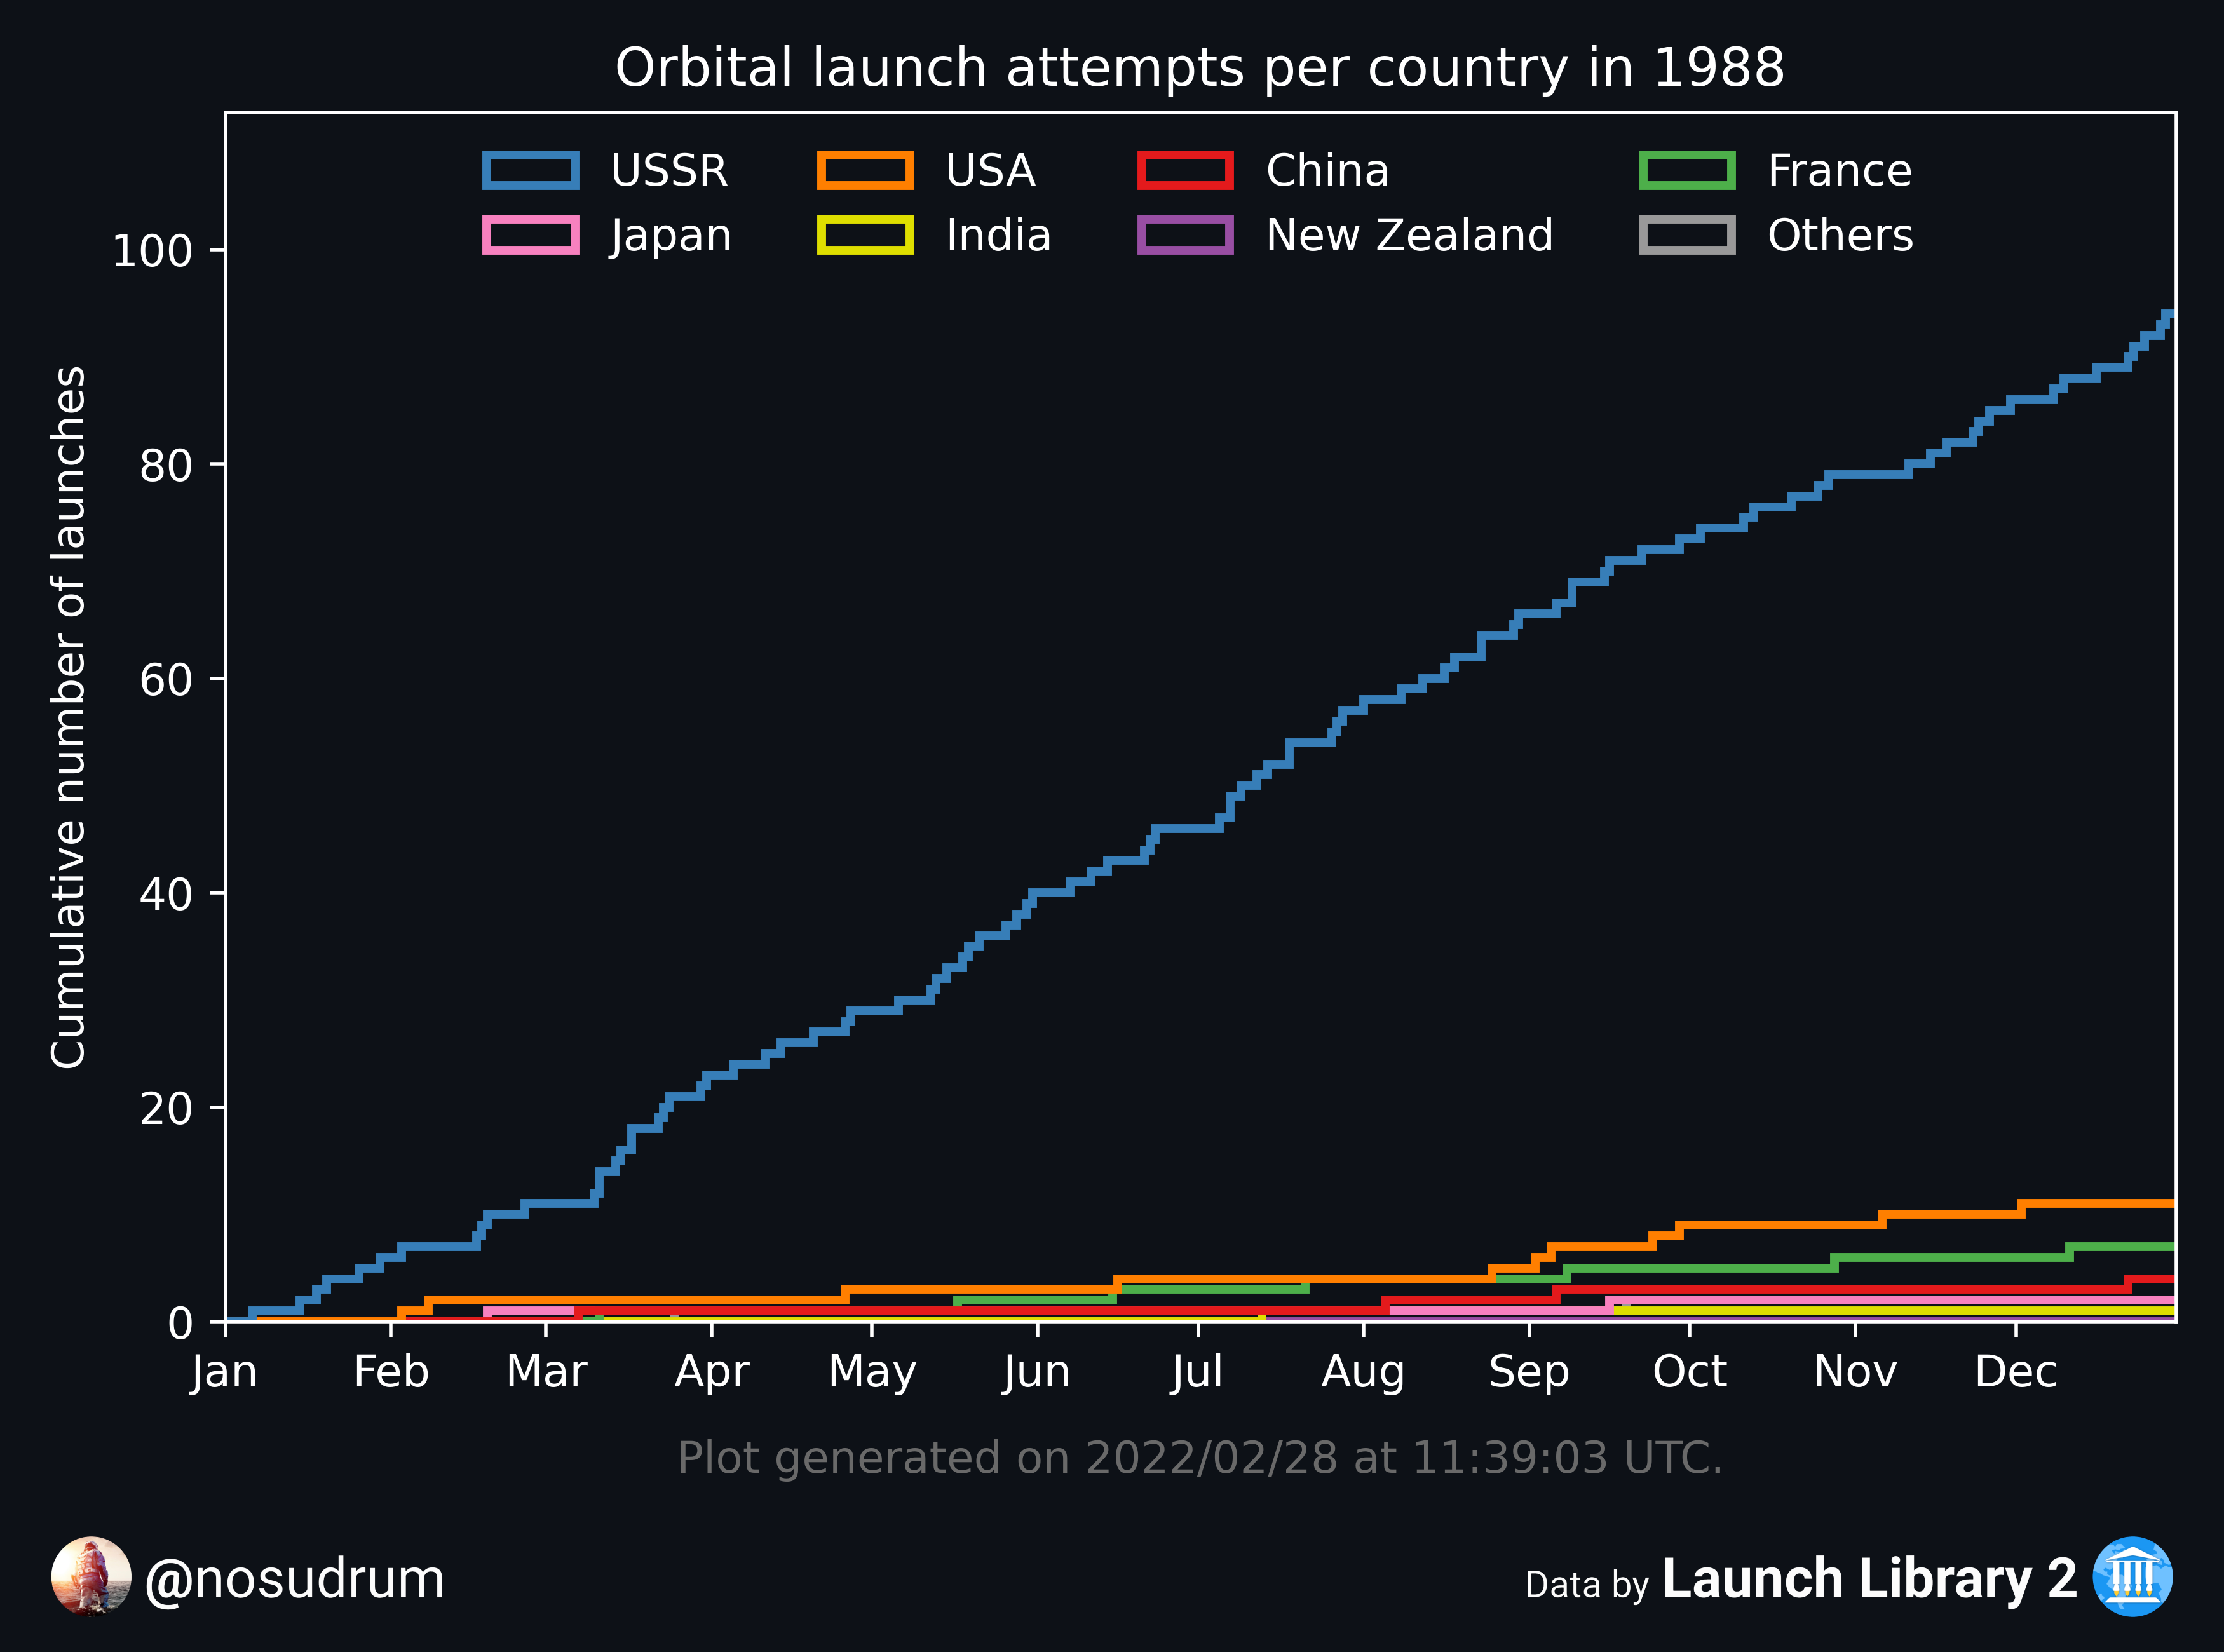 Orbital launch attempts per country in 1988
USSR USA China France
Japan India New Zealand Others
Cumulative number of launches
100
80
60
40
20
0
Jan Feb Mar Apr May Jun Jul Aug Sep Oct Nov Dec
Plot generated on 2022/02/28 at 11:39:03 UTC.
@nosudrum
Data by Launch Library 2